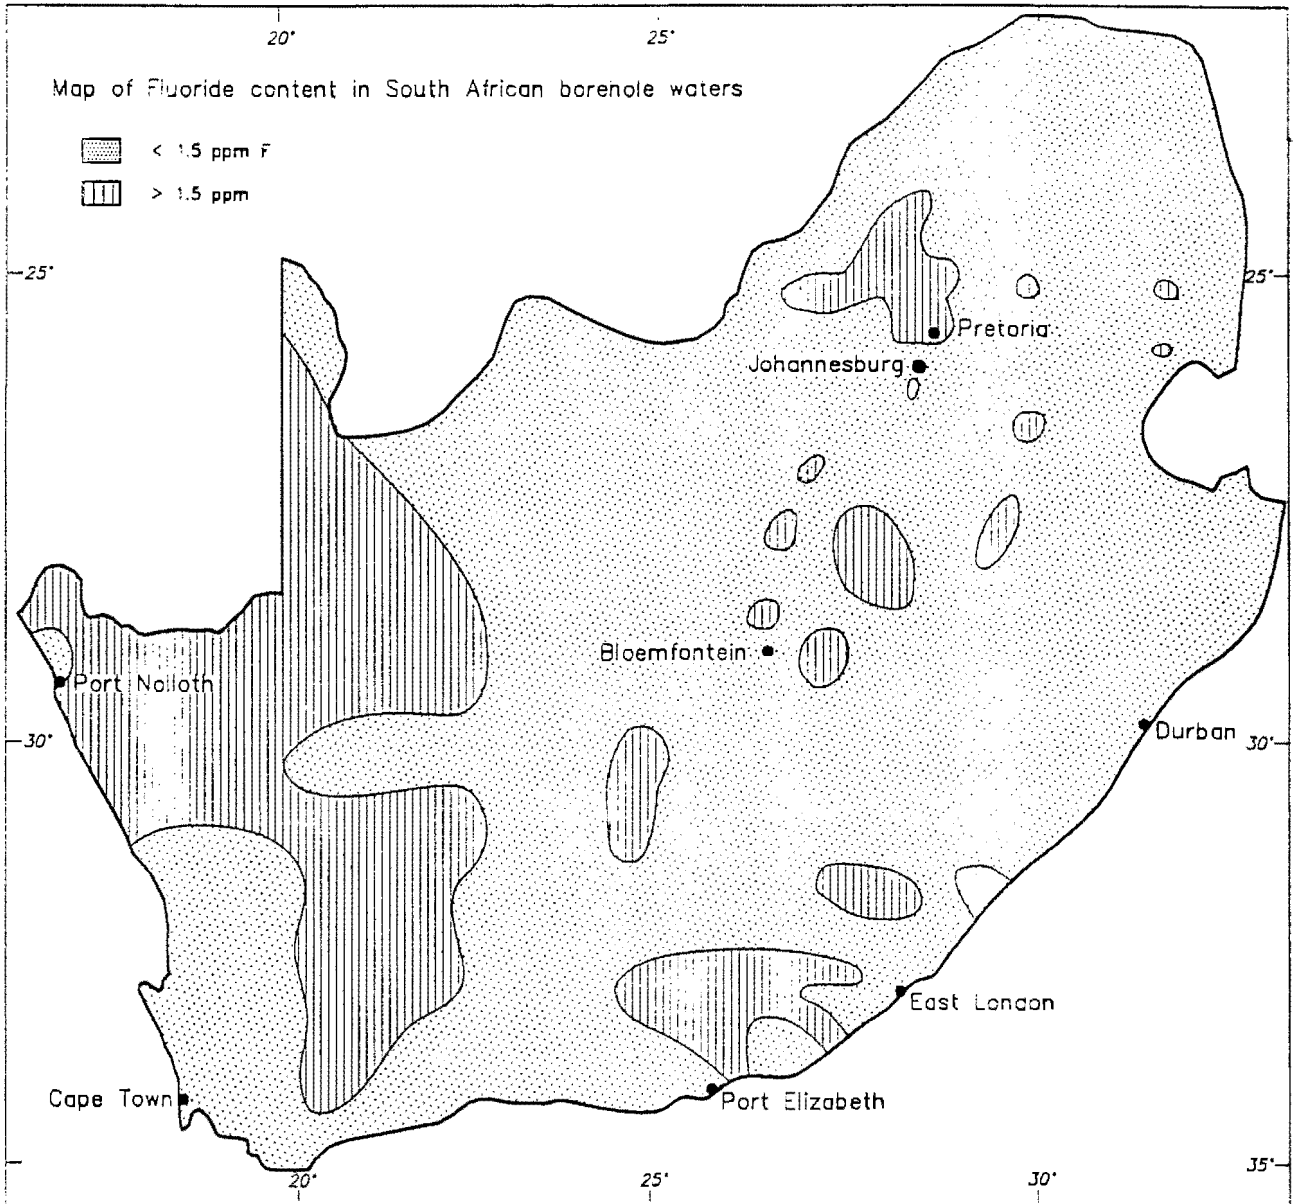 20° 25° 30°
Map of Fluoride content in South African borehole waters
< 1.5 ppm F
> 1.5 ppm
25° 25°
Pretoria
Johannesburg
Bloemfontein
Port Nolloth
Durban
30° 30°
East London
Cape Town
Port Elizabeth
35°
20° 25° 30°